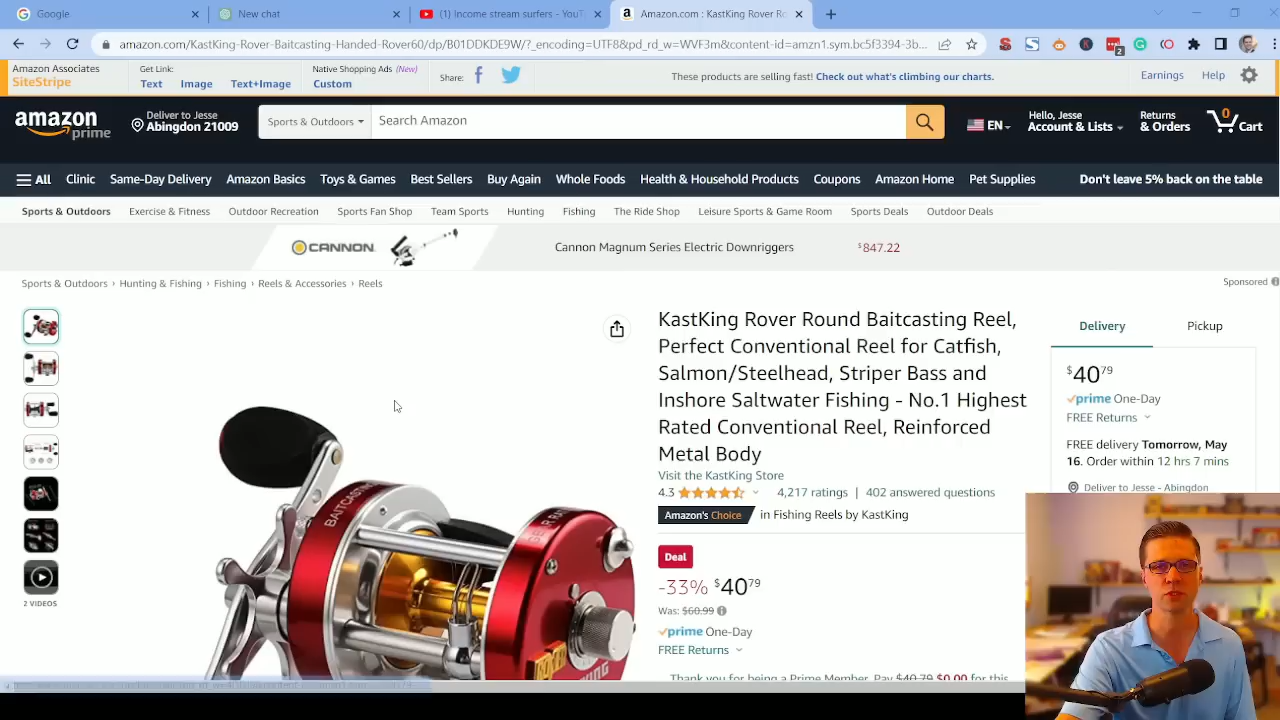 Google
New chat
(1) Income stream surfers - YouTu
Amazon.com : KastKing Rover Ro
amazon.com/KastKing-Rover-Baitcasting-Handed-Rover60/dp/B01DDKDE9W/?_encoding=UTF8&pd_rd_w=WVF3m&content-id=amzn1.sym.bc5f3394-3b...
2
Amazon Associates
SiteStripe
Get Link:
Text
Image
Text+Image
Native Shopping Ads (New)
Custom
Share:
These products are selling fast! Check out what's climbing our charts.
Earnings
Help
amazon
prime
Deliver to Jesse
Abingdon 21009
Sports & Outdoors
Search Amazon
EN
Hello, Jesse
Account & Lists
Returns
& Orders
0
Cart
All
Clinic
Same-Day Delivery
Amazon Basics
Toys & Games
Best Sellers
Buy Again
Whole Foods
Health & Household Products
Coupons
Amazon Home
Pet Supplies
Don't leave 5% back on the table
Sports & Outdoors
Exercise & Fitness
Outdoor Recreation
Sports Fan Shop
Team Sports
Hunting
Fishing
The Ride Shop
Leisure Sports & Game Room
Sports Deals
Outdoor Deals
CANNON
Cannon Magnum Series Electric Downriggers
$847.22
Sponsored
Sports & Outdoors › Hunting & Fishing › Fishing › Reels & Accessories › Reels
2 VIDEOS
BAITCASTING
KastKing Rover Round Baitcasting Reel,
Perfect Conventional Reel for Catfish,
Salmon/Steelhead, Striper Bass and
Inshore Saltwater Fishing - No.1 Highest
Rated Conventional Reel, Reinforced
Metal Body
Visit the KastKing Store
4.3
4,217 ratings | 402 answered questions
Amazon's Choice in Fishing Reels by KastKing
Deal
-33% $40 79
Was: $60.99
prime One-Day
FREE Returns
Thank you for being a Prime Member. Pay $40.79 $0.00 for this
Delivery
Pickup
$40 79
prime One-Day
FREE Returns
FREE delivery Tomorrow, May
16. Order within 12 hrs 7 mins
Deliver to Jesse - Abingdon